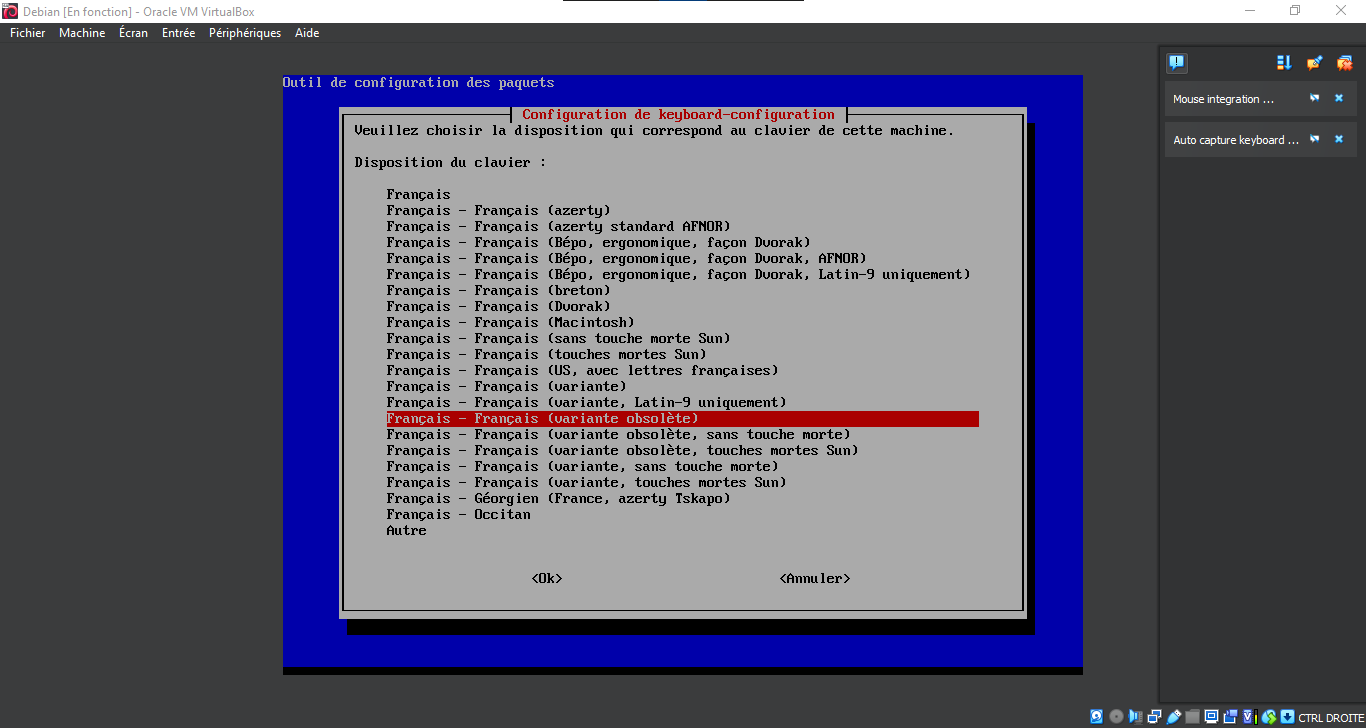 Debian [En fonction] - Oracle VM VirtualBox
Fichier Machine Écran Entrée Périphériques Aide
Outil de configuration des paquets
Configuration de keyboard-configuration
Veuillez choisir la disposition qui correspond au clavier de cette machine.
Disposition du clavier :
Français
Français - Français (azerty)
Français - Français (azerty standard AFNOR)
Français - Français (Bépo, ergonomique, façon Dvorak)
Français - Français (Bépo, ergonomique, façon Dvorak, AFNOR)
Français - Français (Bépo, ergonomique, façon Dvorak, Latin-9 uniquement)
Français - Français (breton)
Français - Français (Dvorak)
Français - Français (Macintosh)
Français - Français (sans touche morte Sun)
Français - Français (touches mortes Sun)
Français - Français (US, avec lettres françaises)
Français - Français (variante)
Français - Français (variante, Latin-9 uniquement)
Français - Français (variante obsolète)
Français - Français (variante obsolète, sans touche morte)
Français - Français (variante obsolète, touches mortes Sun)
Français - Français (variante, sans touche morte)
Français - Français (variante, touches mortes Sun)
Français - Géorgien (France, azerty Tskapo)
Français - Occitan
Autre
<Ok> <Annuler>
Mouse integration ...
Auto capture keyboard ...
CTRL DROITE